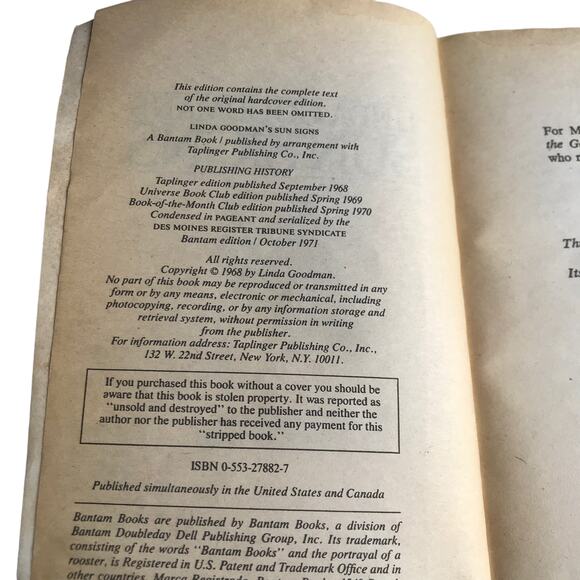 This edition contains the complete text
of the original hardcover edition.
NOT ONE WORD HAS BEEN OMITTED.
LINDA GOODMAN'S SUN SIGNS
A Bantam Book / published by arrangement with
Taplinger Publishing Co., Inc.
PUBLISHING HISTORY
Taplinger edition published September 1968
Universe Book Club edition published Spring 1969
Book-of-the-Month Club edition published Spring 1970
Condensed in PAGEANT and serialized by the
DES MOINES REGISTER TRIBUNE SYNDICATE
Bantam edition / October 1971
All rights reserved.
Copyright © 1968 by Linda Goodman.
No part of this book may be reproduced or transmitted in any
form or by any means, electronic or mechanical, including
photocopying, recording, or by any information storage and
retrieval system, without permission in writing
from the publisher.
For information address: Taplinger Publishing Co., Inc.,
132 W. 22nd Street, New York, N.Y. 10011.
If you purchased this book without a cover you should be
aware that this book is stolen property. It was reported as
"unsold and destroyed" to the publisher and neither the
author nor the publisher has received any payment for this
"stripped book."
ISBN 0-553-27882-7
Published simultaneously in the United States and Canada
Bantam Books are published by Bantam Books, a division of
Bantam Doubleday Dell Publishing Group, Inc. Its trademark,
consisting of the words "Bantam Books" and the portrayal of a
rooster, is Registered in U.S. Patent and Trademark Office and in
other countries. Marca Registrada.
For M
the G
who